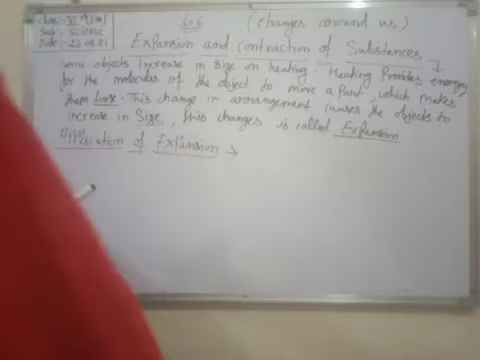 Class:- VI
Sub:- Science
Date:- 23.08.21
(Changes around us)
Expansion and Contraction of Substances
ome objects Increase in Size on heating. Heating Provides energy
for the molecules of the object to move a Part, which makes
them loose. This change in arrangement causes the objects to
increase in Size, this changes is called Expansion
Application of Expansion →